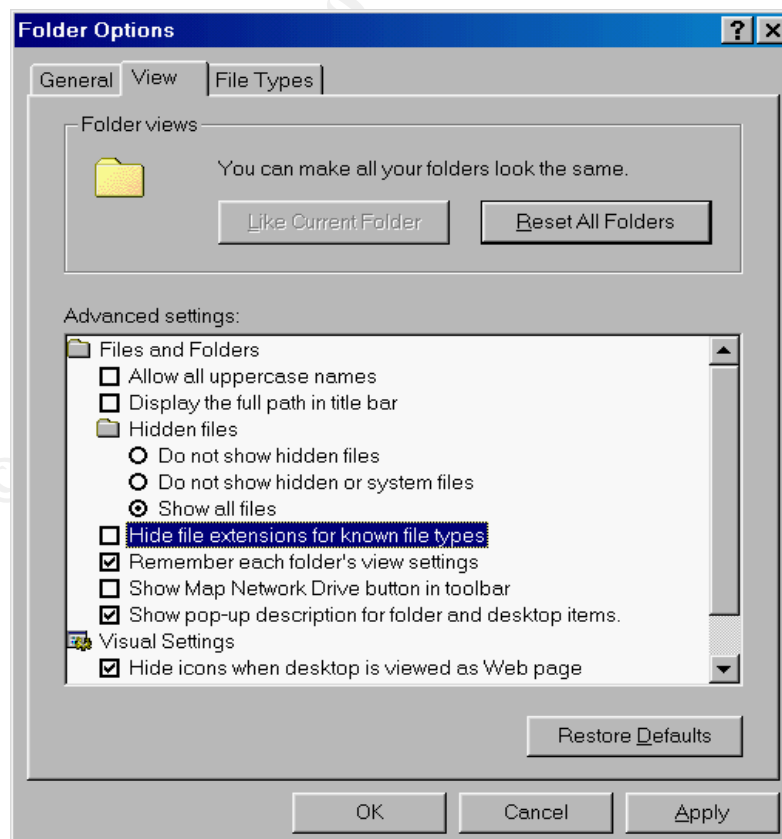 Folder Options
General View File Types
Folder views
You can make all your folders look the same.
Like Current Folder Reset All Folders
Advanced settings:
Files and Folders
Allow all uppercase names
Display the full path in title bar
Hidden files
Do not show hidden files
Do not show hidden or system files
Show all files
Hide file extensions for known file types
Remember each folder's view settings
Show Map Network Drive button in toolbar
Show pop-up description for folder and desktop items.
Visual Settings
Hide icons when desktop is viewed as Web page
Restore Defaults
OK Cancel Apply